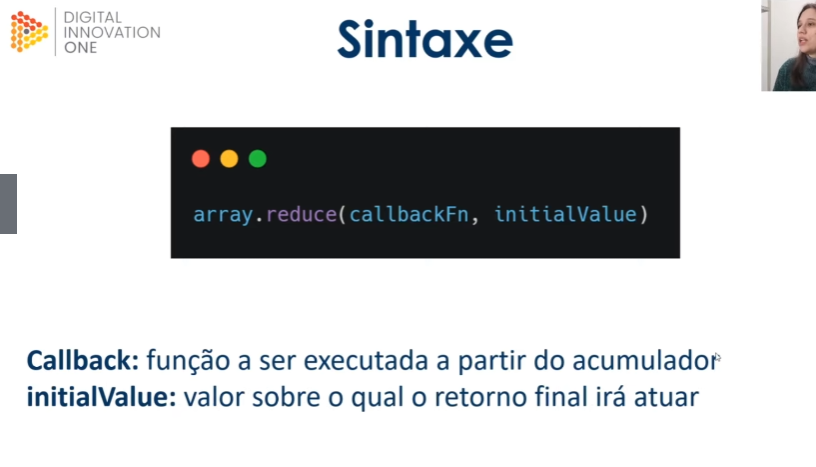 DIGITAL
INNOVATION
ONE
Sintaxe
array.reduce(callbackFn, initialValue)
Callback: função a ser executada a partir do acumulador
initialValue: valor sobre o qual o retorno final irá atuar